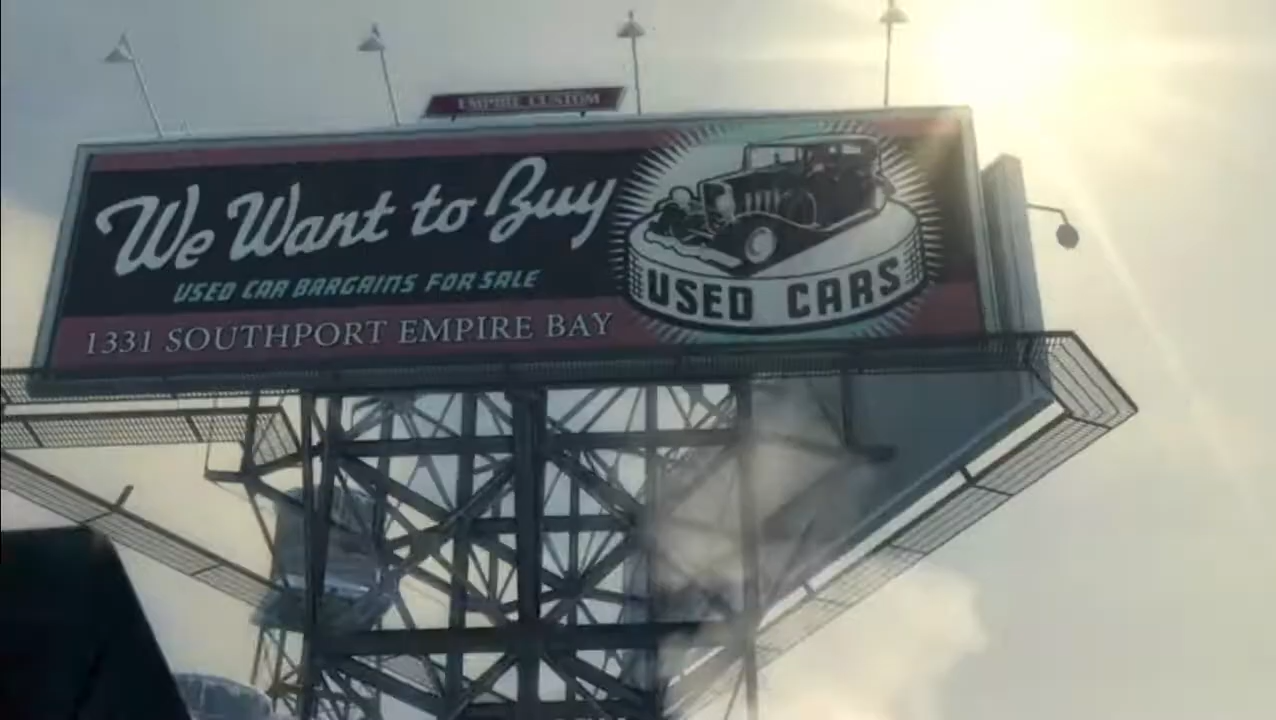 EMPIRE CUSTOM
We Want to Buy
USED CAR BARGAINS FOR SALE
1331 SOUTHPORT EMPIRE BAY
USED CARS